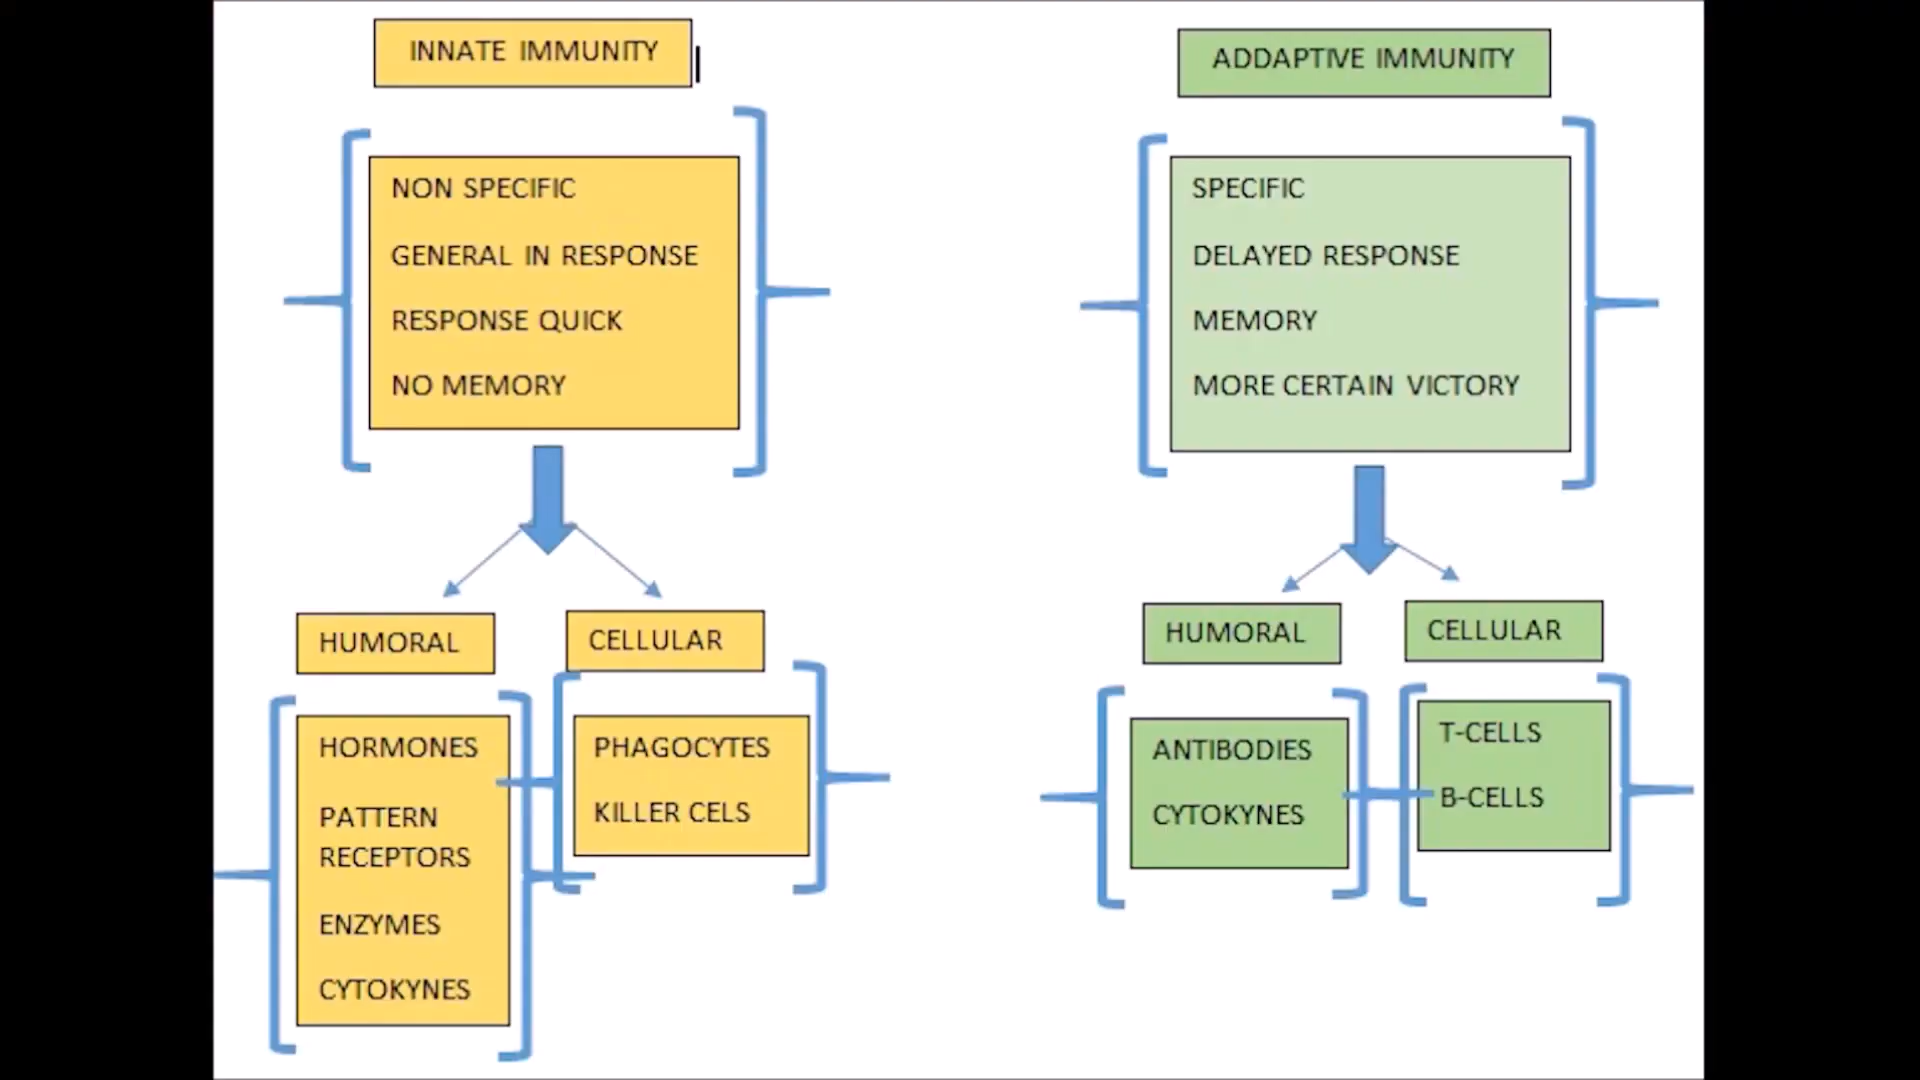 INNATE IMMUNITY
NON SPECIFIC
GENERAL IN RESPONSE
RESPONSE QUICK
NO MEMORY
HUMORAL
HORMONES
PATTERN
RECEPTORS
ENZYMES
CYTOKYNES
CELLULAR
PHAGOCYTES
KILLER CELS
ADDAPTIVE IMMUNITY
SPECIFIC
DELAYED RESPONSE
MEMORY
MORE CERTAIN VICTORY
HUMORAL
ANTIBODIES
CYTOKYNES
CELLULAR
T-CELLS
B-CELLS